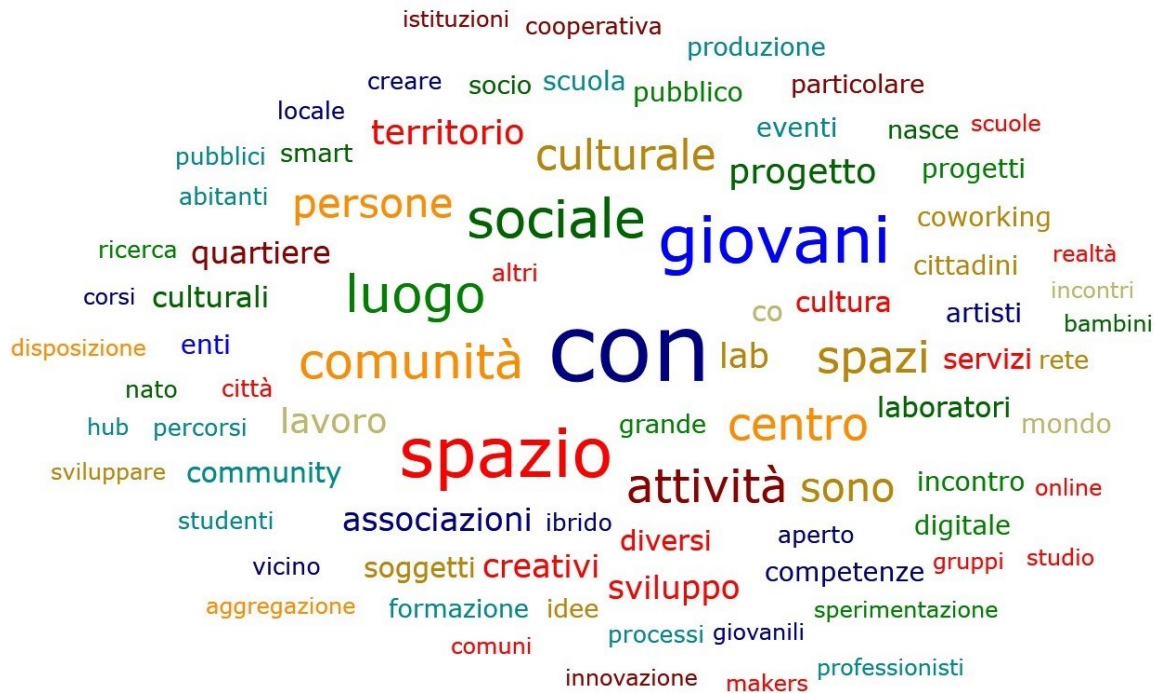 istituzioni cooperativa
produzione
creare socio scuola pubblico particolare
locale
territorio eventi nasce scuole
pubblici smart culturale progetto progetti
abitanti persone sociale giovani coworking
ricerca quartiere altri cittadini realtà
corsi culturali luogo co cultura artisti incontri
bambini
disposizione enti comunità con lab spazi servizi rete
nato città
hub percorsi lavoro spazio grande centro laboratori mondo
sviluppare community attività sono incontro online
studenti associazioni ibrido diversi aperto digitale
vicino soggetti creativi sviluppo competenze gruppi studio
aggregazione formazione idee sperimentazione
comuni processi giovanili
innovazione makers professionisti